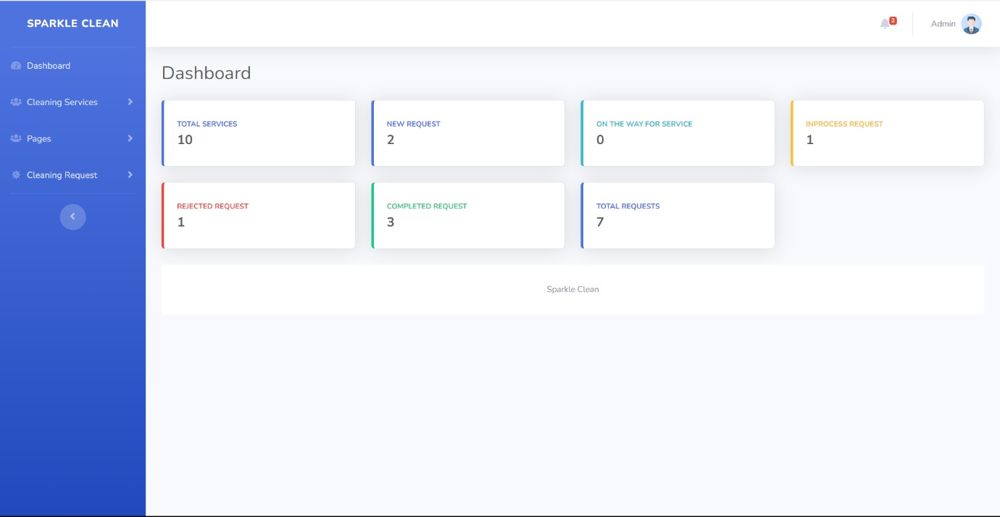 SPARKLE CLEAN
Dashboard
Cleaning Services
Pages
Cleaning Request
2
Admin
Dashboard
TOTAL SERVICES
10
NEW REQUEST
2
ON THE WAY FOR SERVICE
0
INPROCESS REQUEST
1
REJECTED REQUEST
1
COMPLETED REQUEST
3
TOTAL REQUESTS
7
Sparkle Clean